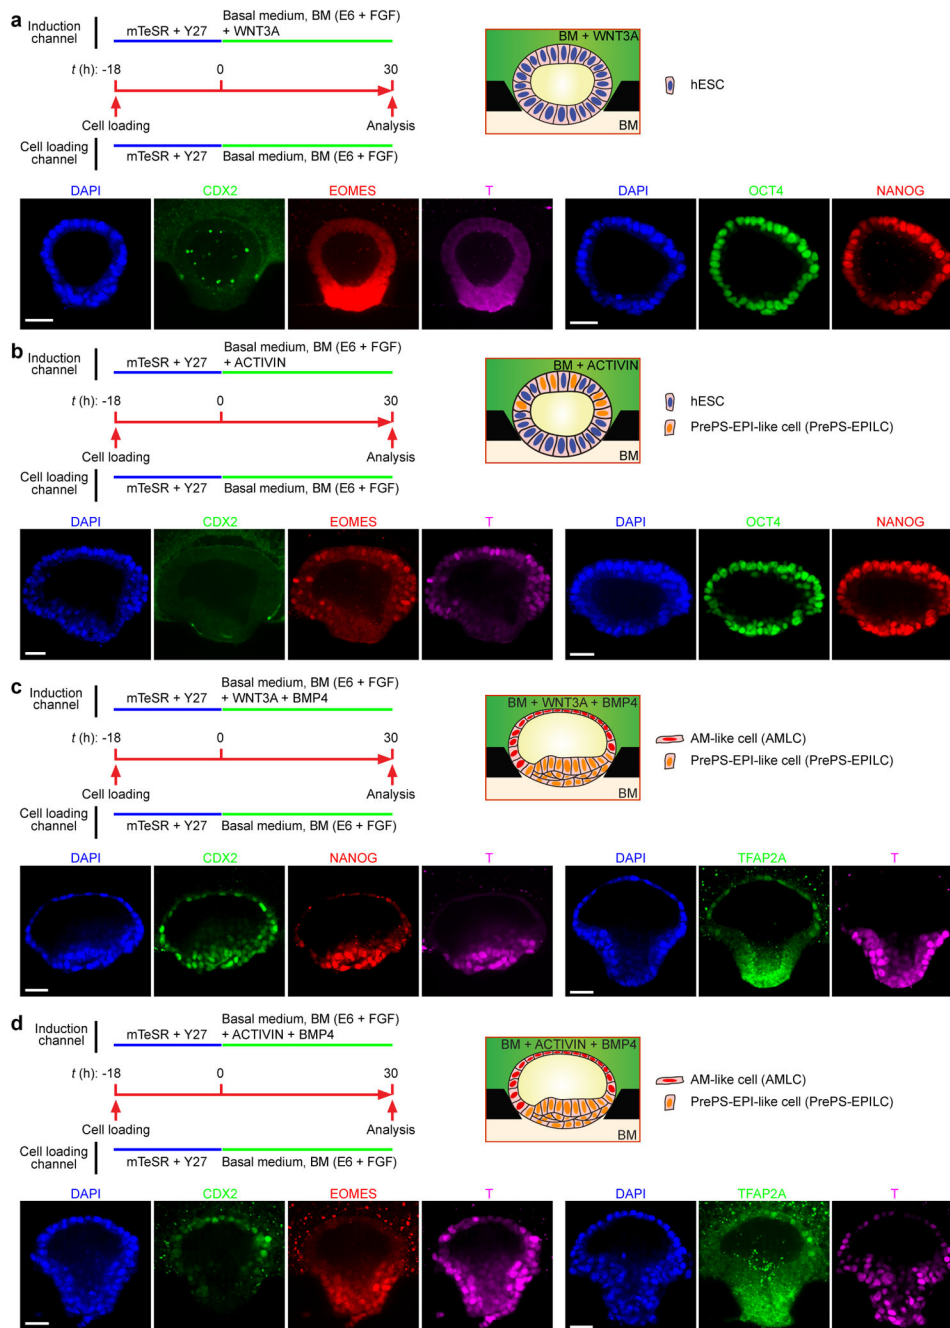 a
Induction
channel
mTeSR + Y27
Basal medium, BM (E6 + FGF)
+ WNT3A
t (h): -18
0
30
Cell loading
Analysis
Cell loading
channel
mTeSR + Y27
Basal medium, BM (E6 + FGF)
BM + WNT3A
BM
hESC
DAPI
CDX2
EOMES
T
DAPI
OCT4
NANOG
b
Induction
channel
mTeSR + Y27
Basal medium, BM (E6 + FGF)
+ ACTIVIN
t (h): -18
0
30
Cell loading
Analysis
Cell loading
channel
mTeSR + Y27
Basal medium, BM (E6 + FGF)
BM + ACTIVIN
BM
hESC
PrePS-EPI-like cell (PrePS-EPILC)
DAPI
CDX2
EOMES
T
DAPI
OCT4
NANOG
c
Induction
channel
mTeSR + Y27
Basal medium, BM (E6 + FGF)
+ WNT3A + BMP4
t (h): -18
0
30
Cell loading
Analysis
Cell loading
channel
mTeSR + Y27
Basal medium, BM (E6 + FGF)
BM + WNT3A + BMP4
BM
AM-like cell (AMLC)
PrePS-EPI-like cell (PrePS-EPILC)
DAPI
CDX2
NANOG
T
DAPI
TFAP2A
T
d
Induction
channel
mTeSR + Y27
Basal medium, BM (E6 + FGF)
+ ACTIVIN + BMP4
t (h): -18
0
30
Cell loading
Analysis
Cell loading
channel
mTeSR + Y27
Basal medium, BM (E6 + FGF)
BM + ACTIVIN + BMP4
BM
AM-like cell (AMLC)
PrePS-EPI-like cell (PrePS-EPILC)
DAPI
CDX2
EOMES
T
DAPI
TFAP2A
T